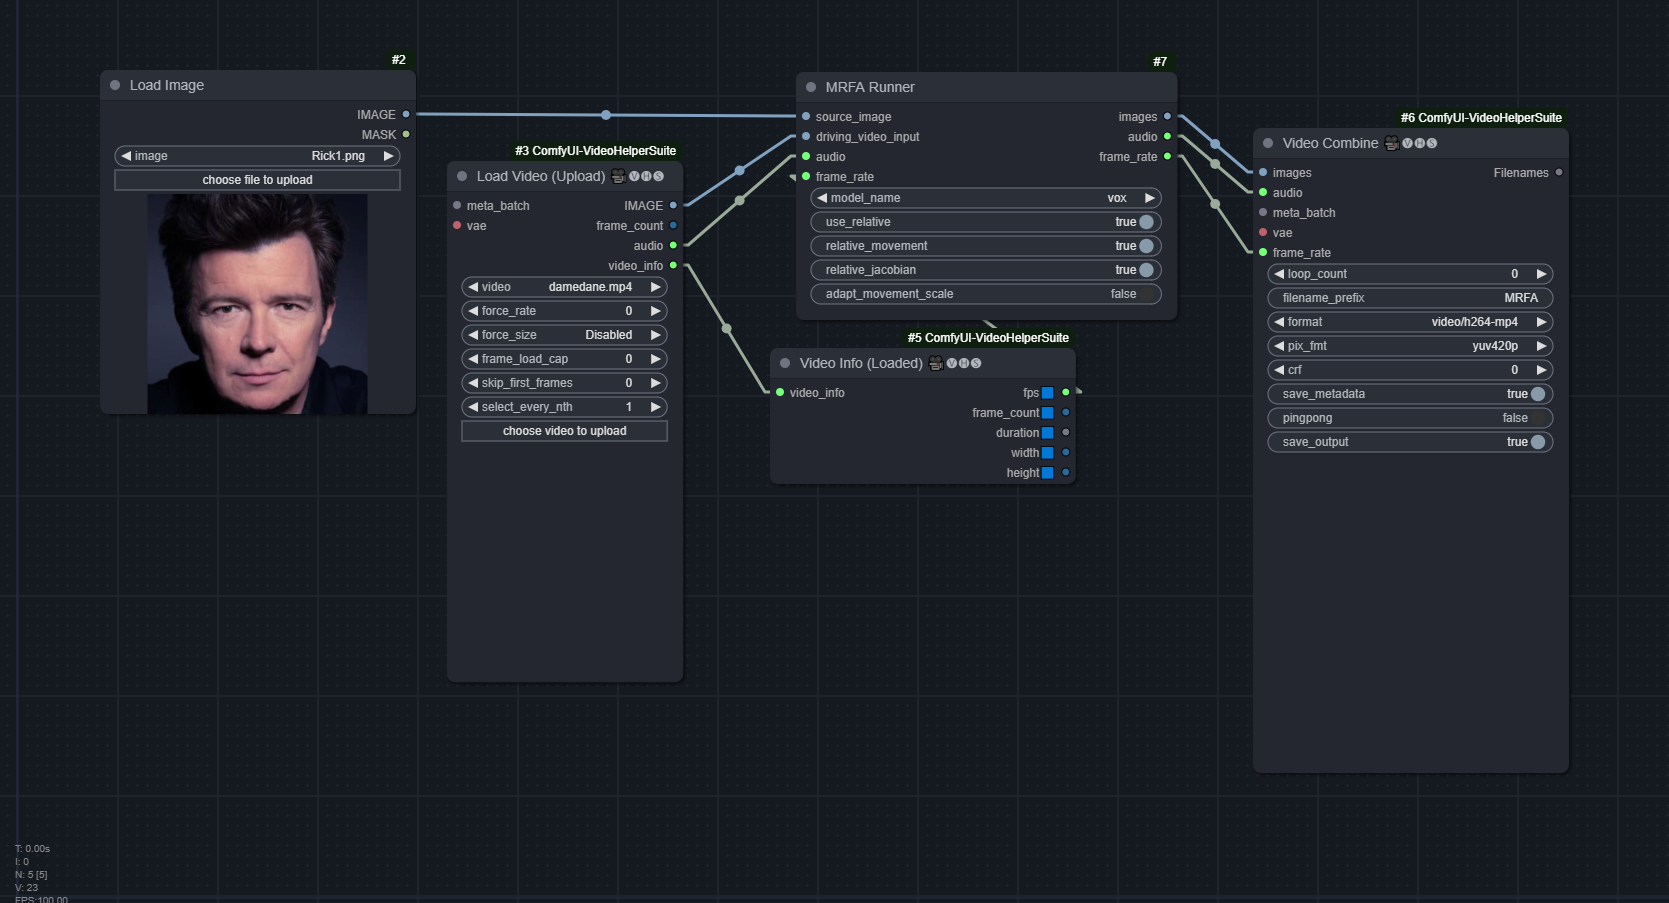 #2
Load Image
IMAGE
MASK
image Rick1.png
choose file to upload
#3 ComfyUI-VideoHelperSuite
Load Video (Upload) 🎥🅥🅗🅢
meta_batch IMAGE
vae frame_count
audio
video_info
video damedane.mp4
force_rate 0
force_size Disabled
frame_load_cap 0
skip_first_frames 0
select_every_nth 1
choose video to upload
#7
MRFA Runner
source_image images
driving_video_input audio
audio frame_rate
frame_rate
model_name vox
use_relative true
relative_movement true
relative_jacobian true
adapt_movement_scale false
#5 ComfyUI-VideoHelperSuite
Video Info (Loaded) 🎥🅥🅗🅢
video_info fps
frame_count
duration
width
height
#6 ComfyUI-VideoHelperSuite
Video Combine 🎥🅥🅗🅢
images Filenames
audio
meta_batch
vae
frame_rate
loop_count 0
filename_prefix MRFA
format video/h264-mp4
pix_fmt yuv420p
crf 0
save_metadata true
pingpong false
save_output true
T: 0.00s
I: 0
N: 5 [5]
V: 23
FPS:100.00